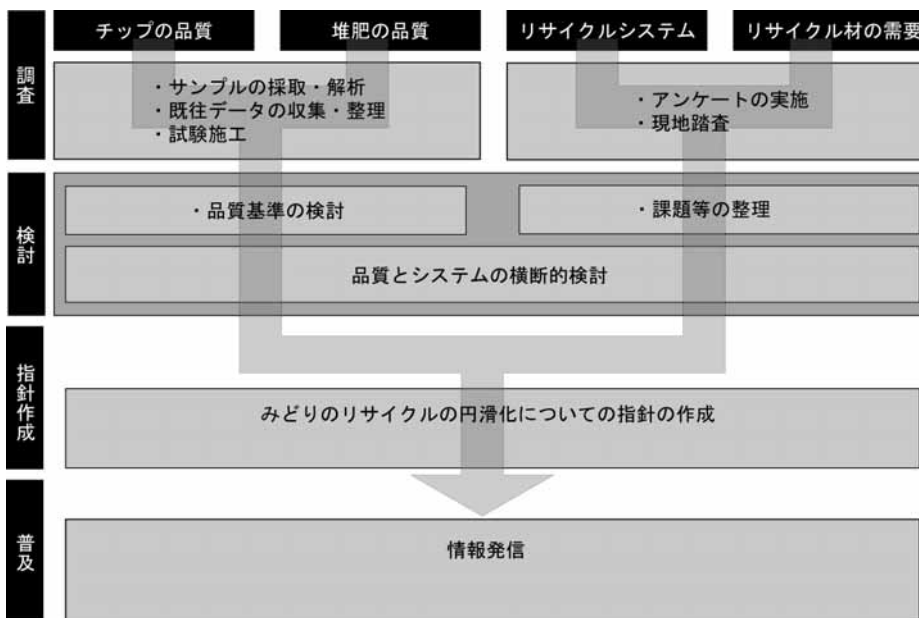 チップの品質
堆肥の品質
リサイクルシステム
リサイクル材の需要
調査
・サンプルの採取・解析
・既往データの収集・整理
・試験施工
・アンケートの実施
・現地踏査
検討
・品質基準の検討
・課題等の整理
品質とシステムの横断的検討
指針作成
みどりのリサイクルの円滑化についての指針の作成
普及
情報発信